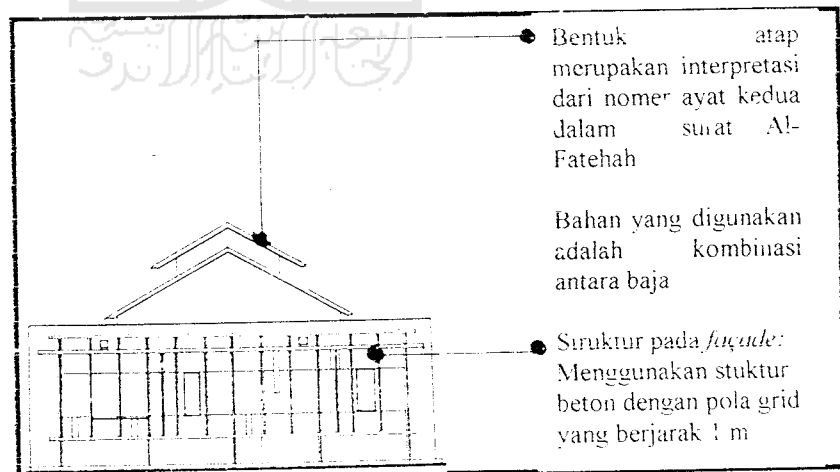 Bentuk atap
merupakan interpretasi
dari nomer ayat kedua
dalam surat Al-
Fatehah
Bahan yang digunakan
adalah kombinasi
antara baja
Struktur pada façade:
Menggunakan stuktur
beton dengan pola grid
yang berjarak 1 m